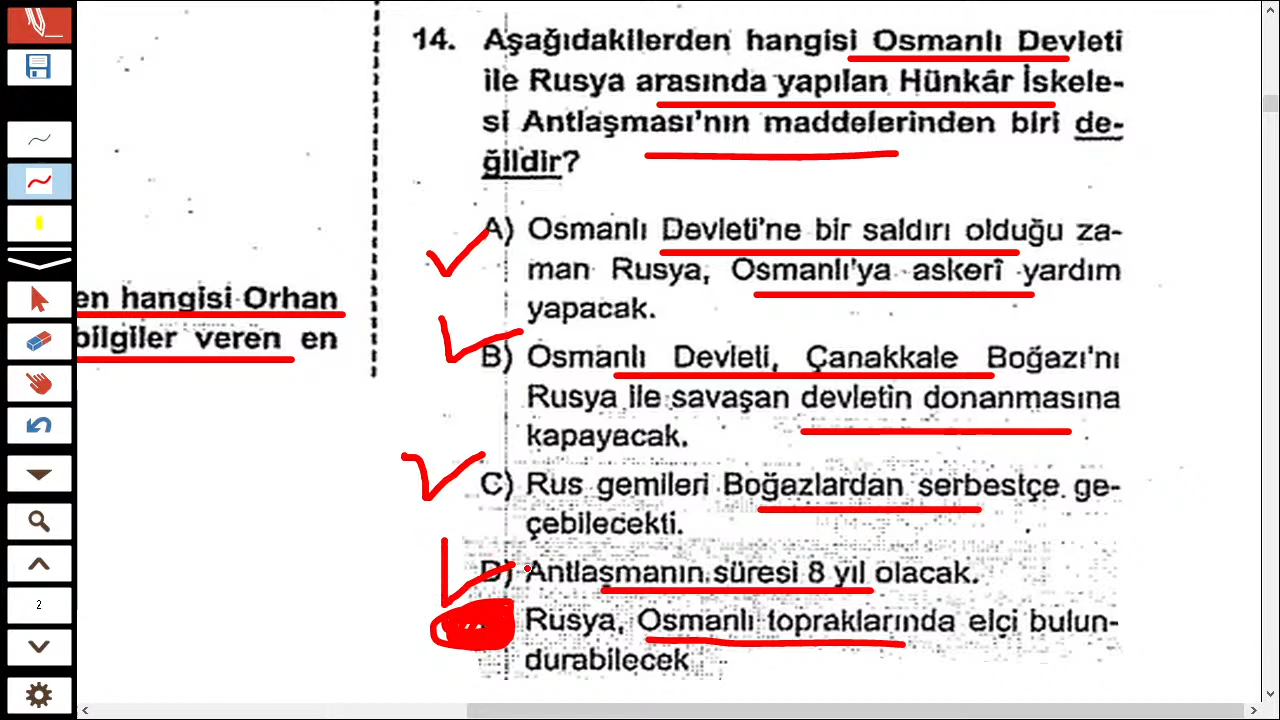 en hangisi Orhan
bilgiler veren en
14. Aşağıdakilerden hangisi Osmanlı Devleti
ile Rusya arasında yapılan Hünkâr İskele-
si Antlaşması'nın maddelerinden biri de-
ğildir?
A) Osmanlı Devleti'ne bir saldırı olduğu za-
man Rusya, Osmanlı'ya askerî yardım
yapacak.
B) Osmanlı Devleti, Çanakkale Boğazı'nı
Rusya ile savaşan devletin donanmasına
kapayacak.
C) Rus gemileri Boğazlardan serbestçe ge-
çebilecekti.
D) Antlaşmanın süresi 8 yıl olacak.
Rusya, Osmanlı topraklarında elçi bulun-
durabilecek
2